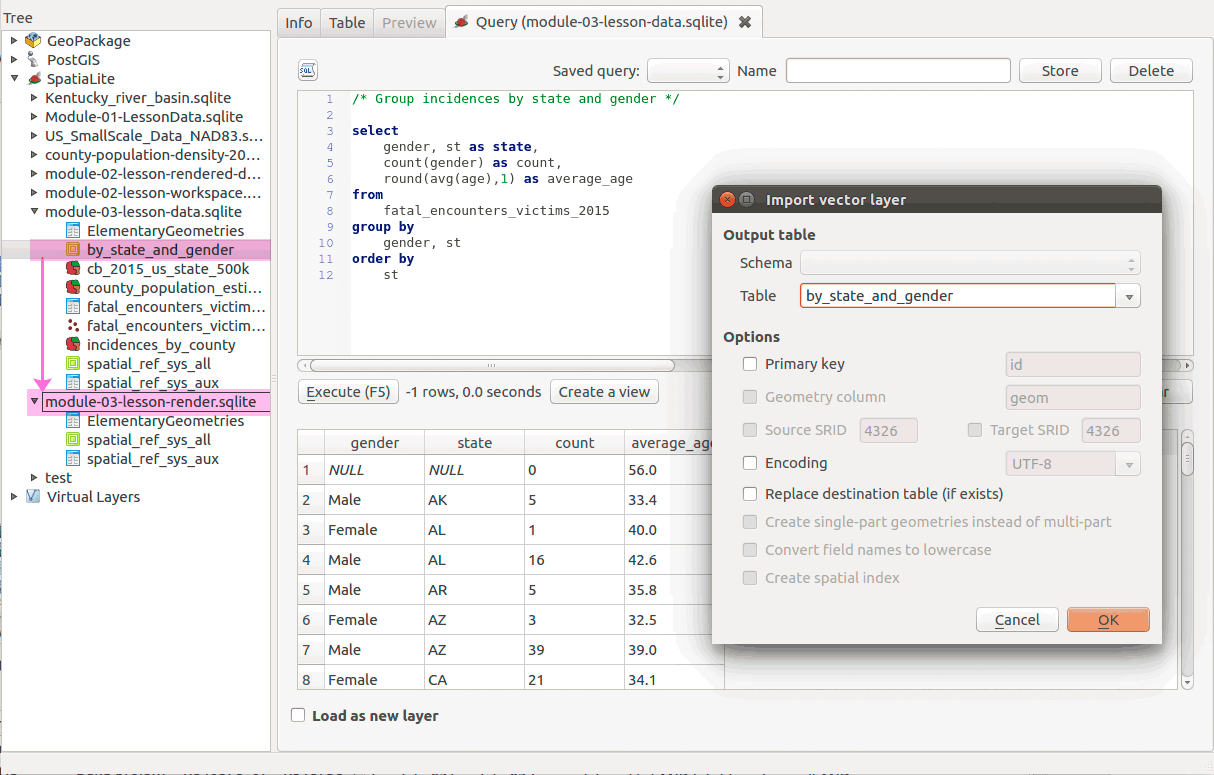 Tree
GeoPackage
PostGIS
SpatiaLite
Kentucky_river_basin.sqlite
Module-01-LessonData.sqlite
US_SmallScale_Data_NAD83.s...
county-population-density-20...
module-02-lesson-rendered-d...
module-02-lesson-workspace....
module-03-lesson-data.sqlite
ElementaryGeometries
by_state_and_gender
cb_2015_us_state_500k
county_population_esti...
fatal_encounters_victim...
fatal_encounters_victim...
incidences_by_county
spatial_ref_sys_all
spatial_ref_sys_aux
module-03-lesson-render.sqlite
ElementaryGeometries
spatial_ref_sys_all
spatial_ref_sys_aux
test
Virtual Layers
Info Table Preview Query (module-03-lesson-data.sqlite)
SQL Saved query: Name Store Delete
1 /* Group incidences by state and gender */
2
3 select
4 gender, st as state,
5 count(gender) as count,
6 round(avg(age),1) as average_age
7 from
8 fatal_encounters_victims_2015
9 group by
10 gender, st
11 order by
12 st
Execute (F5) -1 rows, 0.0 seconds Create a view
gender state count average_age
1 NULL NULL 0 56.0
2 Male AK 5 33.4
3 Female AL 1 40.0
4 Male AL 16 42.6
5 Male AR 5 35.8
6 Female AZ 3 32.5
7 Male AZ 39 39.0
8 Female CA 21 34.1
Load as new layer
Import vector layer
Output table
Schema
Table by_state_and_gender
Options
Primary key id
Geometry column geom
Source SRID 4326 Target SRID 4326
Encoding UTF-8
Replace destination table (if exists)
Create single-part geometries instead of multi-part
Convert field names to lowercase
Create spatial index
Cancel OK